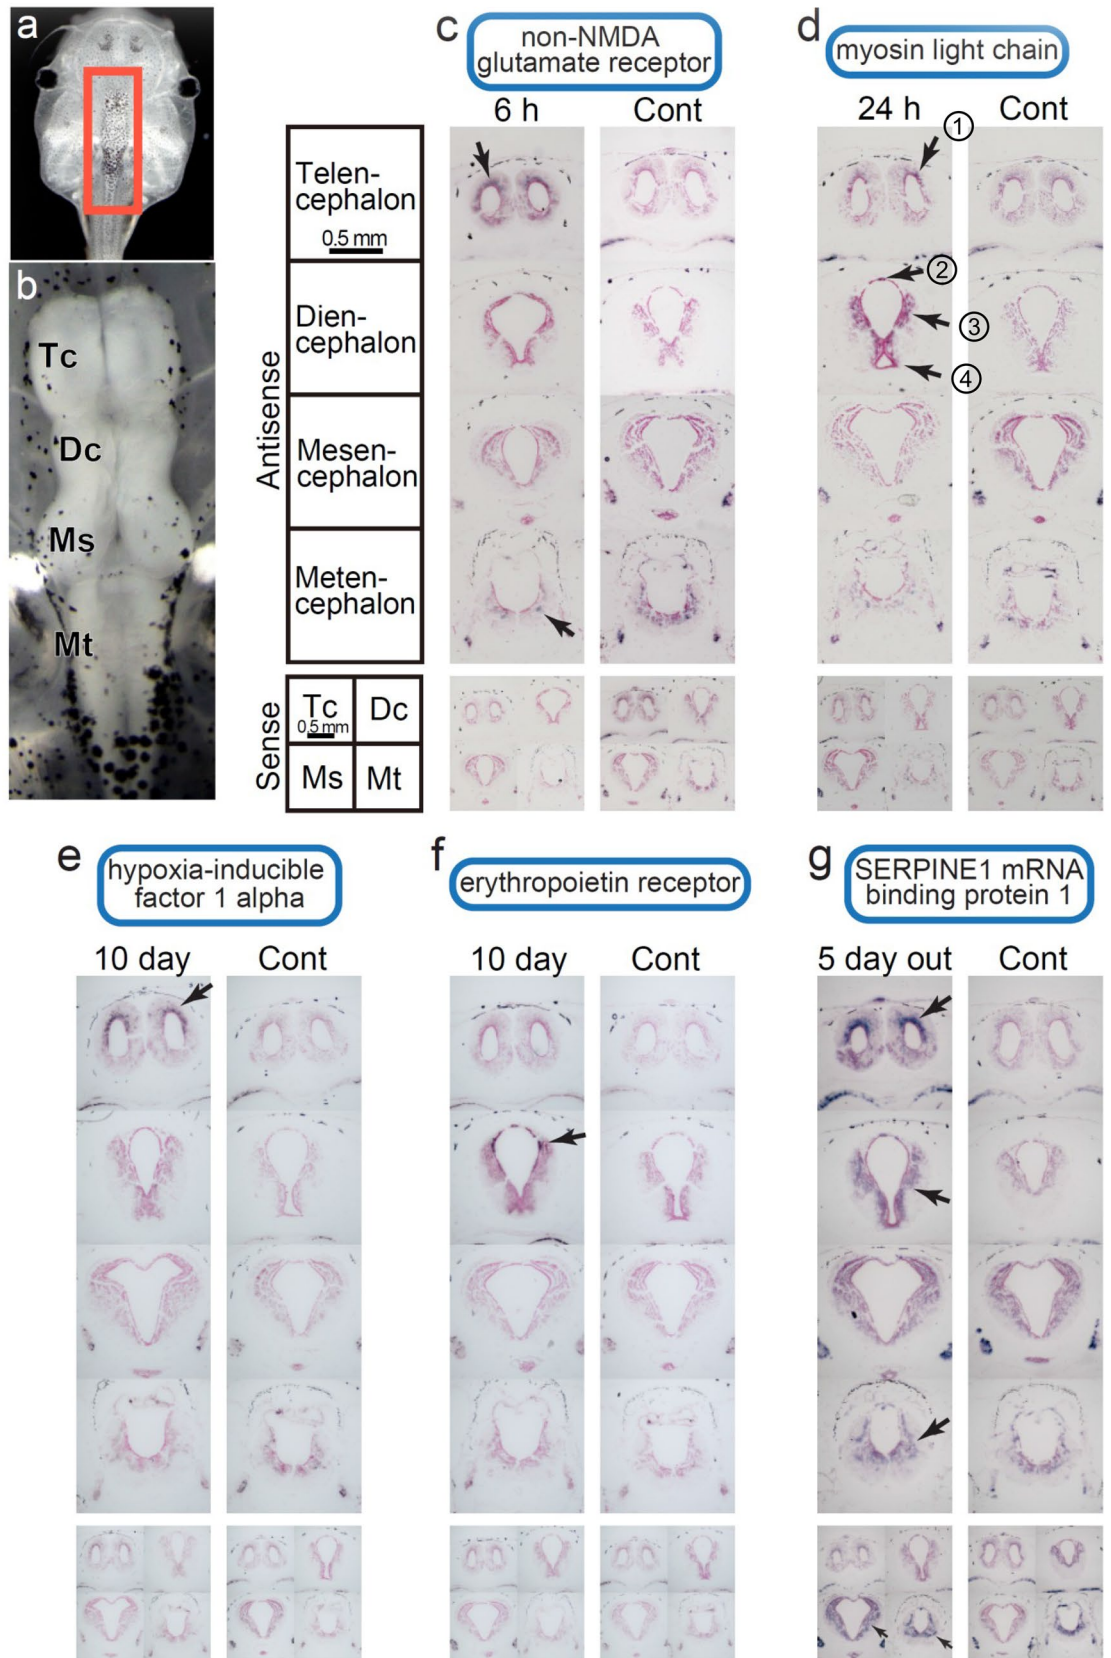 a
b
Tc
Dc
Ms
Mt
Antisense
Telen-
cephalon
0.5 mm
Dien-
cephalon
Mesen-
cephalon
Meten-
cephalon
Sense
Tc
0.5 mm
Dc
Ms
Mt
c
non-NMDA
glutamate receptor
6 h
Cont
d
myosin light chain
24 h
Cont
①
②
③
④
e
hypoxia-inducible
factor 1 alpha
10 day
Cont
f
erythropoietin receptor
10 day
Cont
g
SERPINE1 mRNA
binding protein 1
5 day out
Cont